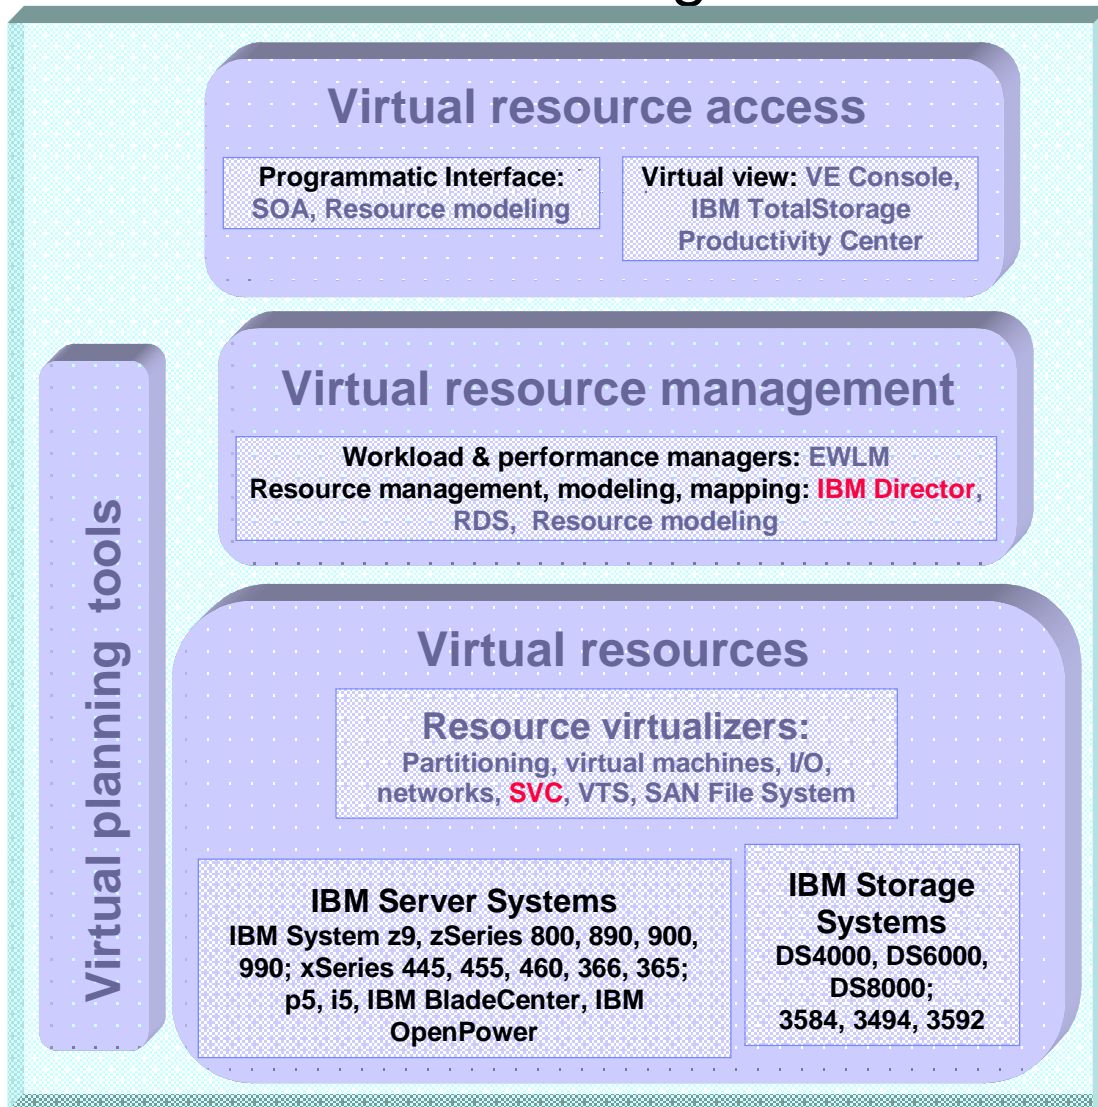 Virtual resource access
Programmatic Interface:
SOA, Resource modeling
Virtual view: VE Console,
IBM TotalStorage
Productivity Center
Virtual resource management
Workload & performance managers: EWLM
Resource management, modeling, mapping: IBM Director,
RDS, Resource modeling
Virtual planning tools
Virtual resources
Resource virtualizers:
Partitioning, virtual machines, I/O,
networks, SVC, VTS, SAN File System
IBM Server Systems
IBM System z9, zSeries 800, 890, 900,
990; xSeries 445, 455, 460, 366, 365;
p5, i5, IBM BladeCenter, IBM
OpenPower
IBM Storage
Systems
DS4000, DS6000,
DS8000;
3584, 3494, 3592